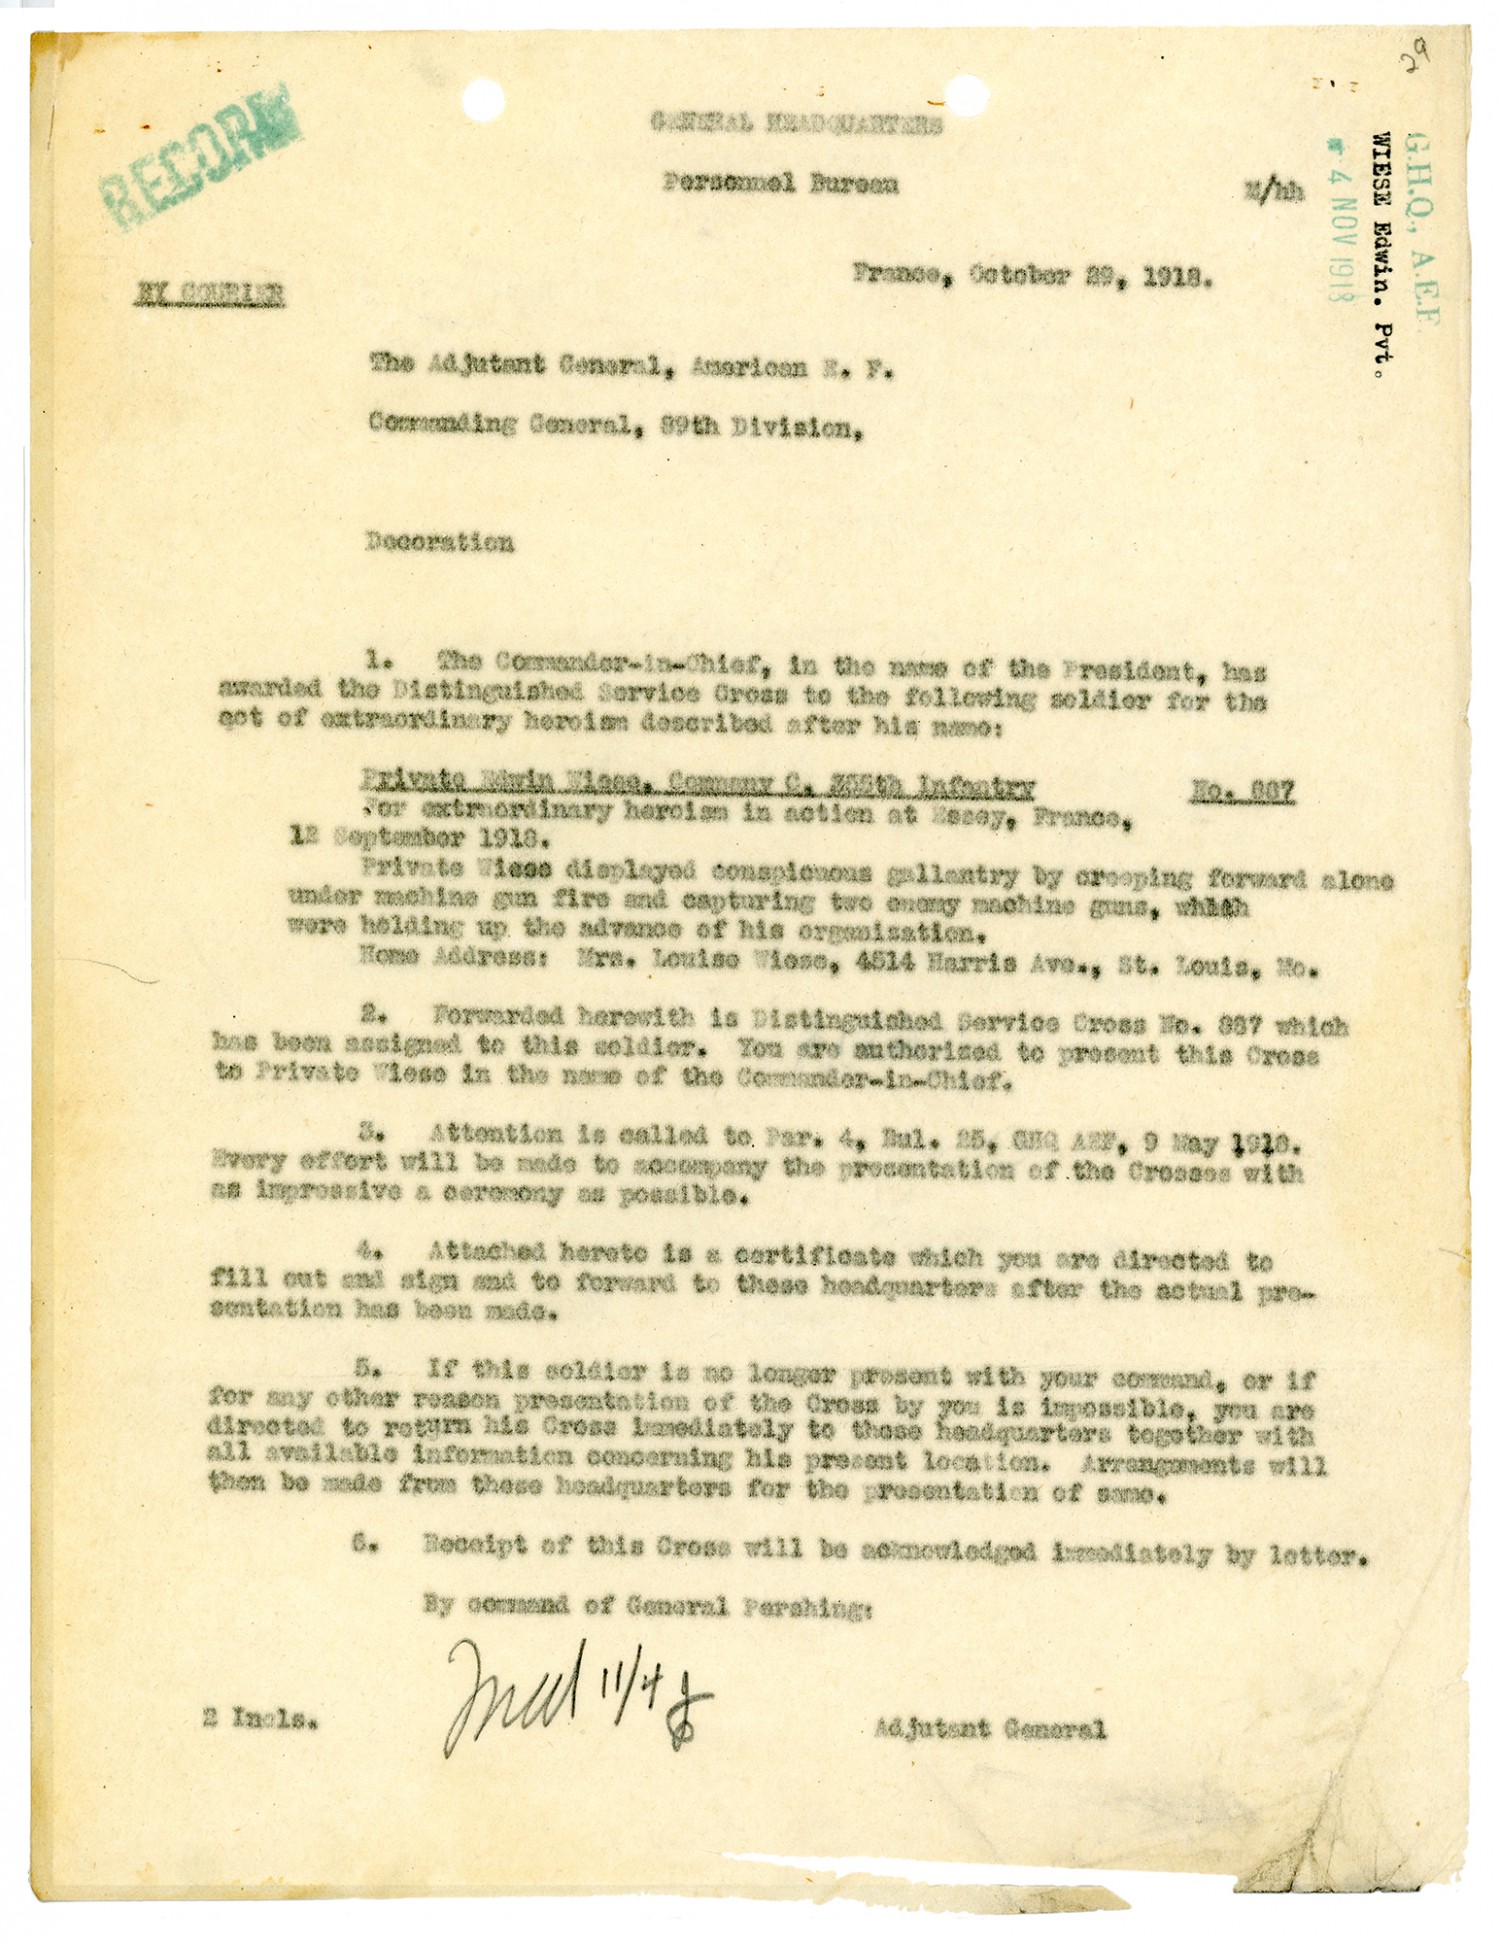 RECORD
GENERAL HEADQUARTERS
Personnel Bureau
M/hh
G.H.Q., A.E.F.
WIESE Edwin. Pvt.
4 NOV 1918
France, October 29, 1918.
BY COURIER
The Adjutant General, American E. F.
Commanding General, 89th Division,
Decoration
1. The Commander-in-Chief, in the name of the President, has
awarded the Distinguished Service Cross to the following soldier for the
act of extraordinary heroism described after his name:
Private Edwin Wiese, Company C, 355th Infantry No. 887
For extraordinary heroism in action at Essey, France,
12 September 1918.
Private Wiese displayed conspicuous gallantry by creeping forward alone
under machine gun fire and capturing two enemy machine guns, which
were holding up the advance of his organization.
Home Address: Mrs. Louise Wiese, 4514 Harris Ave., St. Louis, Mo.
2. Forwarded herewith is Distinguished Service Cross No. 887 which
has been assigned to this soldier. You are authorized to present this Cross
to Private Wiese in the name of the Commander-in-Chief.
3. Attention is called to Par. 4, Bul. 25, GHQ AEF, 9 May 1918.
Every effort will be made to accompany the presentation of the Crosses with
as impressive a ceremony as possible.
4. Attached hereto is a certificate which you are directed to
fill out and sign and to forward to these headquarters after the actual pre-
sentation has been made.
5. If this soldier is no longer present with your command, or if
for any other reason presentation of the Cross by you is impossible, you are
directed to return his Cross immediately to these headquarters together with
all available information concerning his present location. Arrangements will
then be made from these headquarters for the presentation of same.
6. Receipt of this Cross will be acknowledged immediately by letter.
By command of General Pershing:
11/4
2 Incls.
Adjutant General